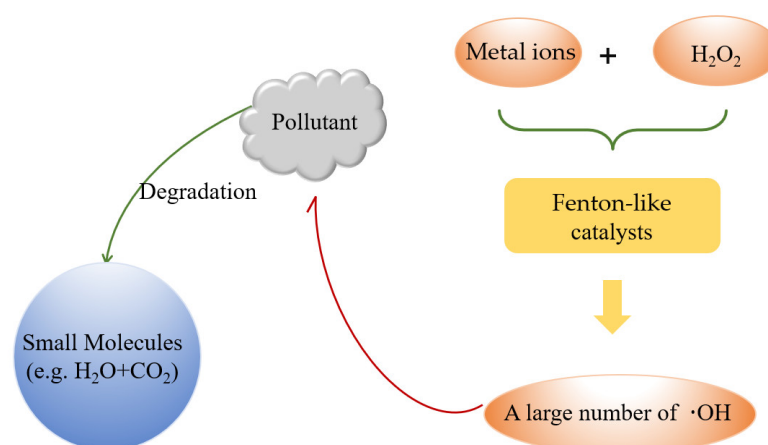 Metal ions + H₂O₂
Pollutant
Degradation
Fenton-like
catalysts
Small Molecules
(e.g. H₂O+CO₂)
A large number of ·OH